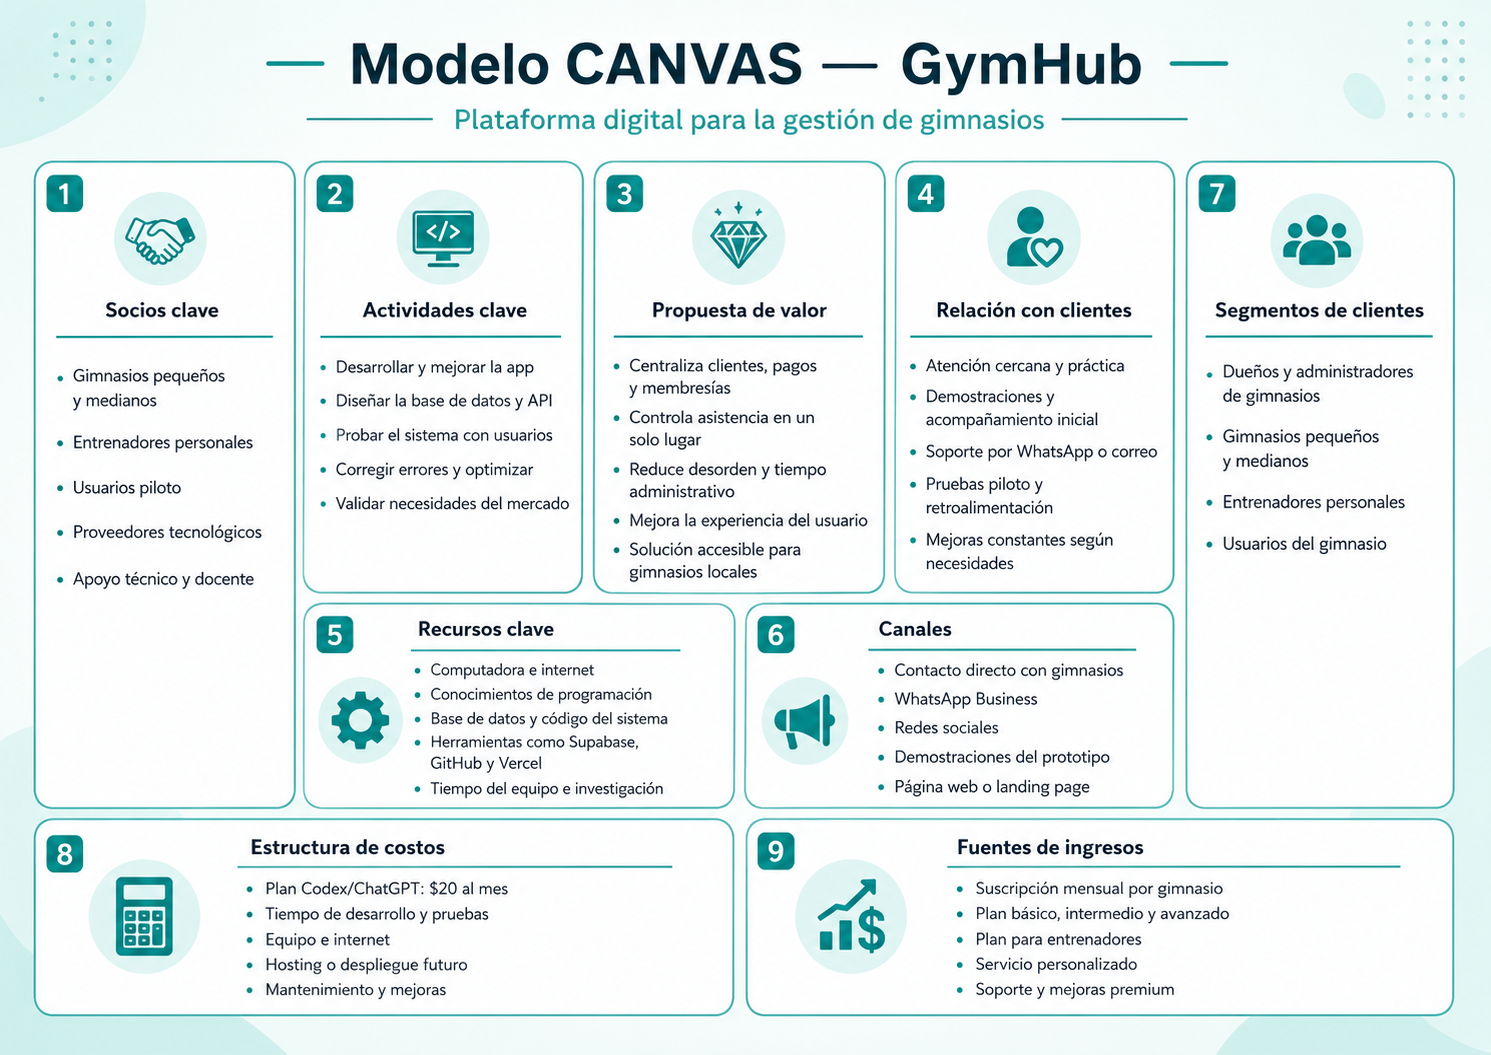 Modelo CANVAS — GymHub
Plataforma digital para la gestión de gimnasios
1
Socios clave
• Gimnasios pequeños
y medianos
• Entrenadores personales
• Usuarios piloto
• Proveedores tecnológicos
• Apoyo técnico y docente
2
</>
Actividades clave
• Desarrollar y mejorar la app
• Diseñar la base de datos y API
• Probar el sistema con usuarios
• Corregir errores y optimizar
• Validar necesidades del mercado
3
Propuesta de valor
• Centraliza clientes, pagos
y membresías
• Controla asistencia en un
solo lugar
• Reduce desorden y tiempo
administrativo
• Mejora la experiencia del usuario
• Solución accesible para
gimnasios locales
4
Relación con clientes
• Atención cercana y práctica
• Demostraciones y
acompañamiento inicial
• Soporte por WhatsApp o correo
• Pruebas piloto y
retroalimentación
• Mejoras constantes según
necesidades
7
Segmentos de clientes
• Dueños y administradores
de gimnasios
• Gimnasios pequeños
y medianos
• Entrenadores personales
• Usuarios del gimnasio
5
Recursos clave
• Computadora e internet
• Conocimientos de programación
• Base de datos y código del sistema
• Herramientas como Supabase,
GitHub y Vercel
• Tiempo del equipo e investigación
6
Canales
• Contacto directo con gimnasios
• WhatsApp Business
• Redes sociales
• Demostraciones del prototipo
• Página web o landing page
8
Estructura de costos
• Plan Codex/ChatGPT: $20 al mes
• Tiempo de desarrollo y pruebas
• Equipo e internet
• Hosting o despliegue futuro
• Mantenimiento y mejoras
9
$
Fuentes de ingresos
• Suscripción mensual por gimnasio
• Plan básico, intermedio y avanzado
• Plan para entrenadores
• Servicio personalizado
• Soporte y mejoras premium